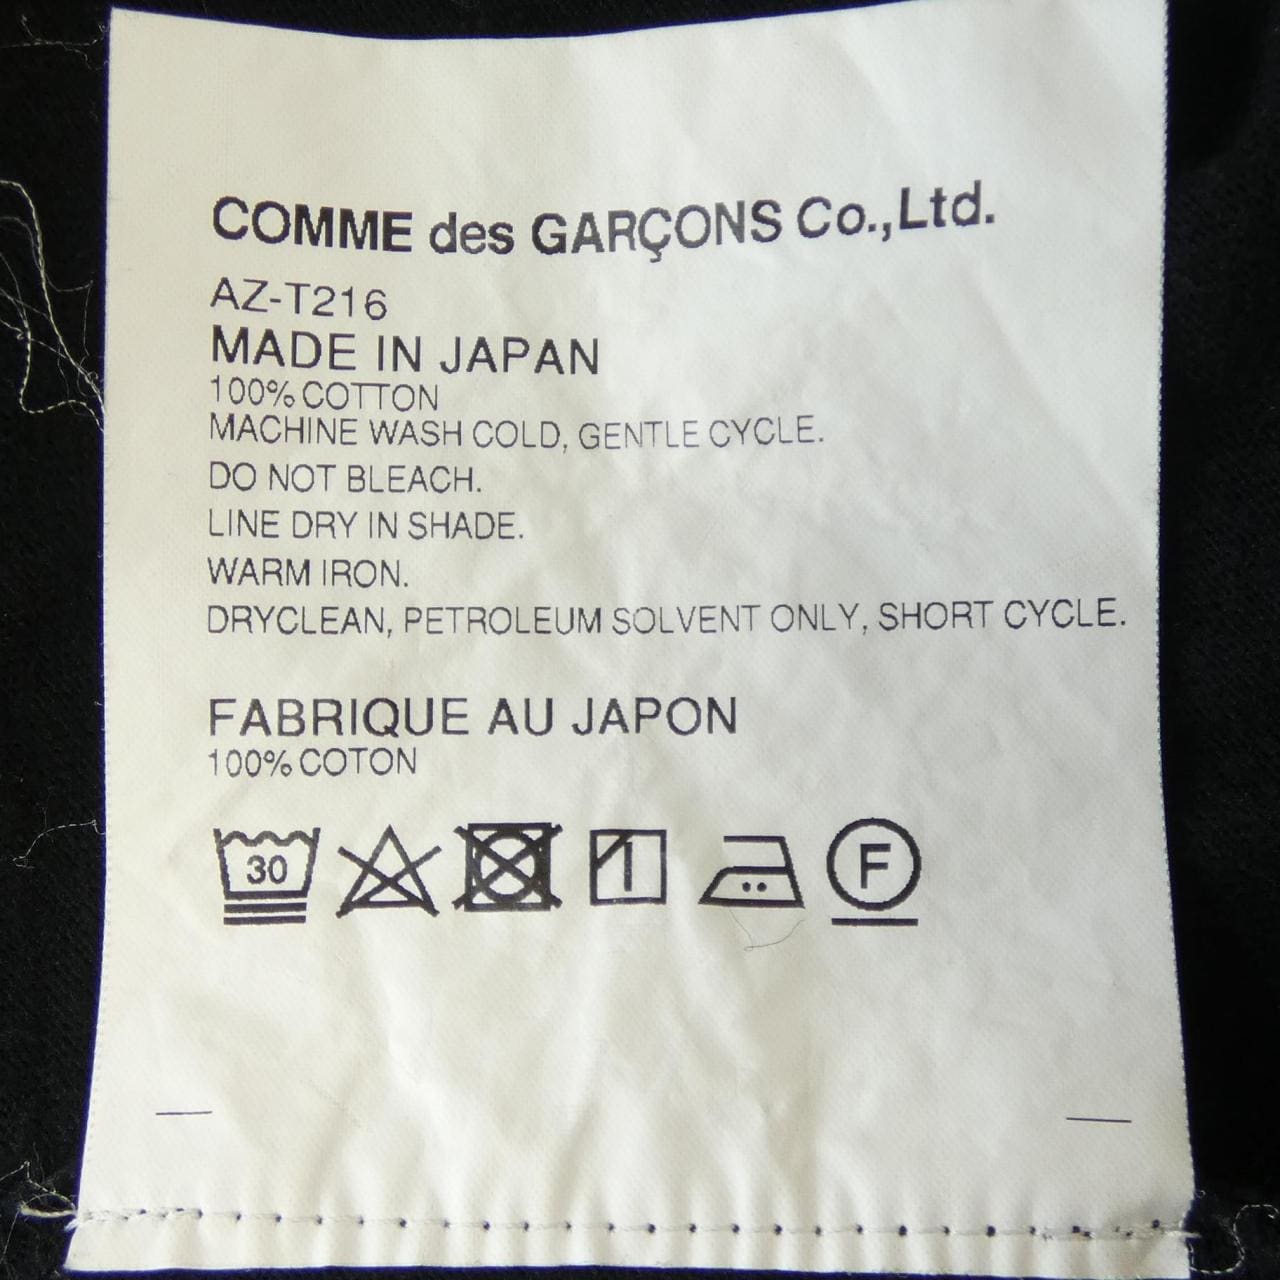 COMME des GARÇONS Co.,Ltd.
AZ-T216
MADE IN JAPAN
100% COTTON
MACHINE WASH COLD, GENTLE CYCLE.
DO NOT BLEACH.
LINE DRY IN SHADE.
WARM IRON.
DRYCLEAN, PETROLEUM SOLVENT ONLY, SHORT CYCLE.
FABRIQUE AU JAPON
100% COTON
30 F